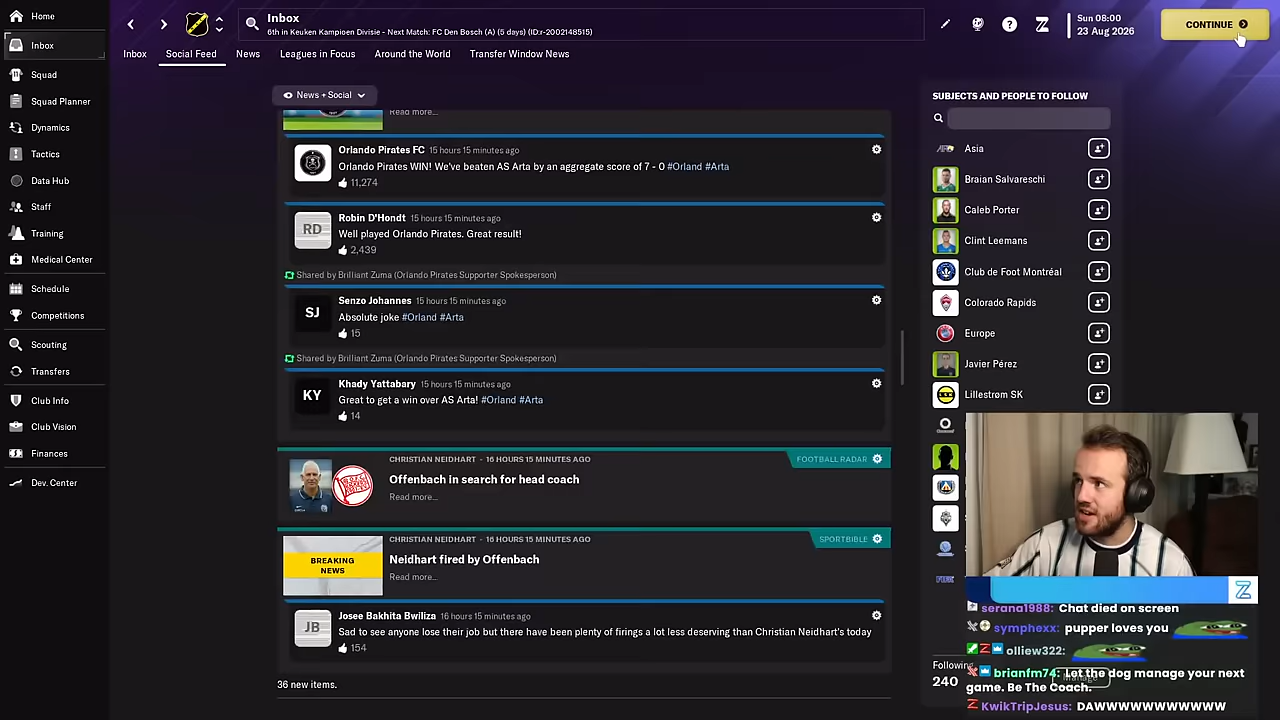 Home
Inbox
Squad
Squad Planner
Dynamics
Tactics
Data Hub
Staff
Training
Medical Center
Schedule
Competitions
Scouting
Transfers
Club Info
Club Vision
Finances
Dev. Center
Inbox
6th in Keuken Kampioen Divisie - Next Match: FC Den Bosch (A) (5 days) (ID:r-2002148515)
Sun 08:00
23 Aug 2026
CONTINUE
Inbox
Social Feed
News
Leagues in Focus
Around the World
Transfer Window News
News + Social
Read more...
Orlando Pirates FC 15 hours 15 minutes ago
Orlando Pirates WIN! We've beaten AS Arta by an aggregate score of 7 - 0 #Orland #Arta
11,274
RD
Robin D'Hondt 15 hours 15 minutes ago
Well played Orlando Pirates. Great result!
2,439
Shared by Brilliant Zuma (Orlando Pirates Supporter Spokesperson)
SJ
Senzo Johannes 15 hours 15 minutes ago
Absolute joke #Orland #Arta
15
Shared by Brilliant Zuma (Orlando Pirates Supporter Spokesperson)
KY
Khady Yattabary 15 hours 15 minutes ago
Great to get a win over AS Arta! #Orland #Arta
14
CHRISTIAN NEIDHART - 16 HOURS 15 MINUTES AGO
FOOTBALL RADAR
Offenbach in search for head coach
Read more...
CHRISTIAN NEIDHART - 16 HOURS 15 MINUTES AGO
SPORTBIBLE
BREAKING
NEWS
Neidhart fired by Offenbach
Read more...
JB
Josee Bakhita Bwiliza 16 hours 15 minutes ago
Sad to see anyone lose their job but there have been plenty of firings a lot less deserving than Christian Neidhart's today
154
36 new items.
SUBJECTS AND PEOPLE TO FOLLOW
Asia
Braian Salvareschi
Caleb Porter
Clint Leemans
Club de Foot Montréal
Colorado Rapids
Europe
Javier Pérez
Lillestrøm SK
Following
240
Manage
serana1988: Chat died on screen
symphexx: pupper loves you
olliew322:
brianfm74: Let the dog manage your next
game. Be The Coach.
KwikTripJesus: DAWWWWWWWWWWW